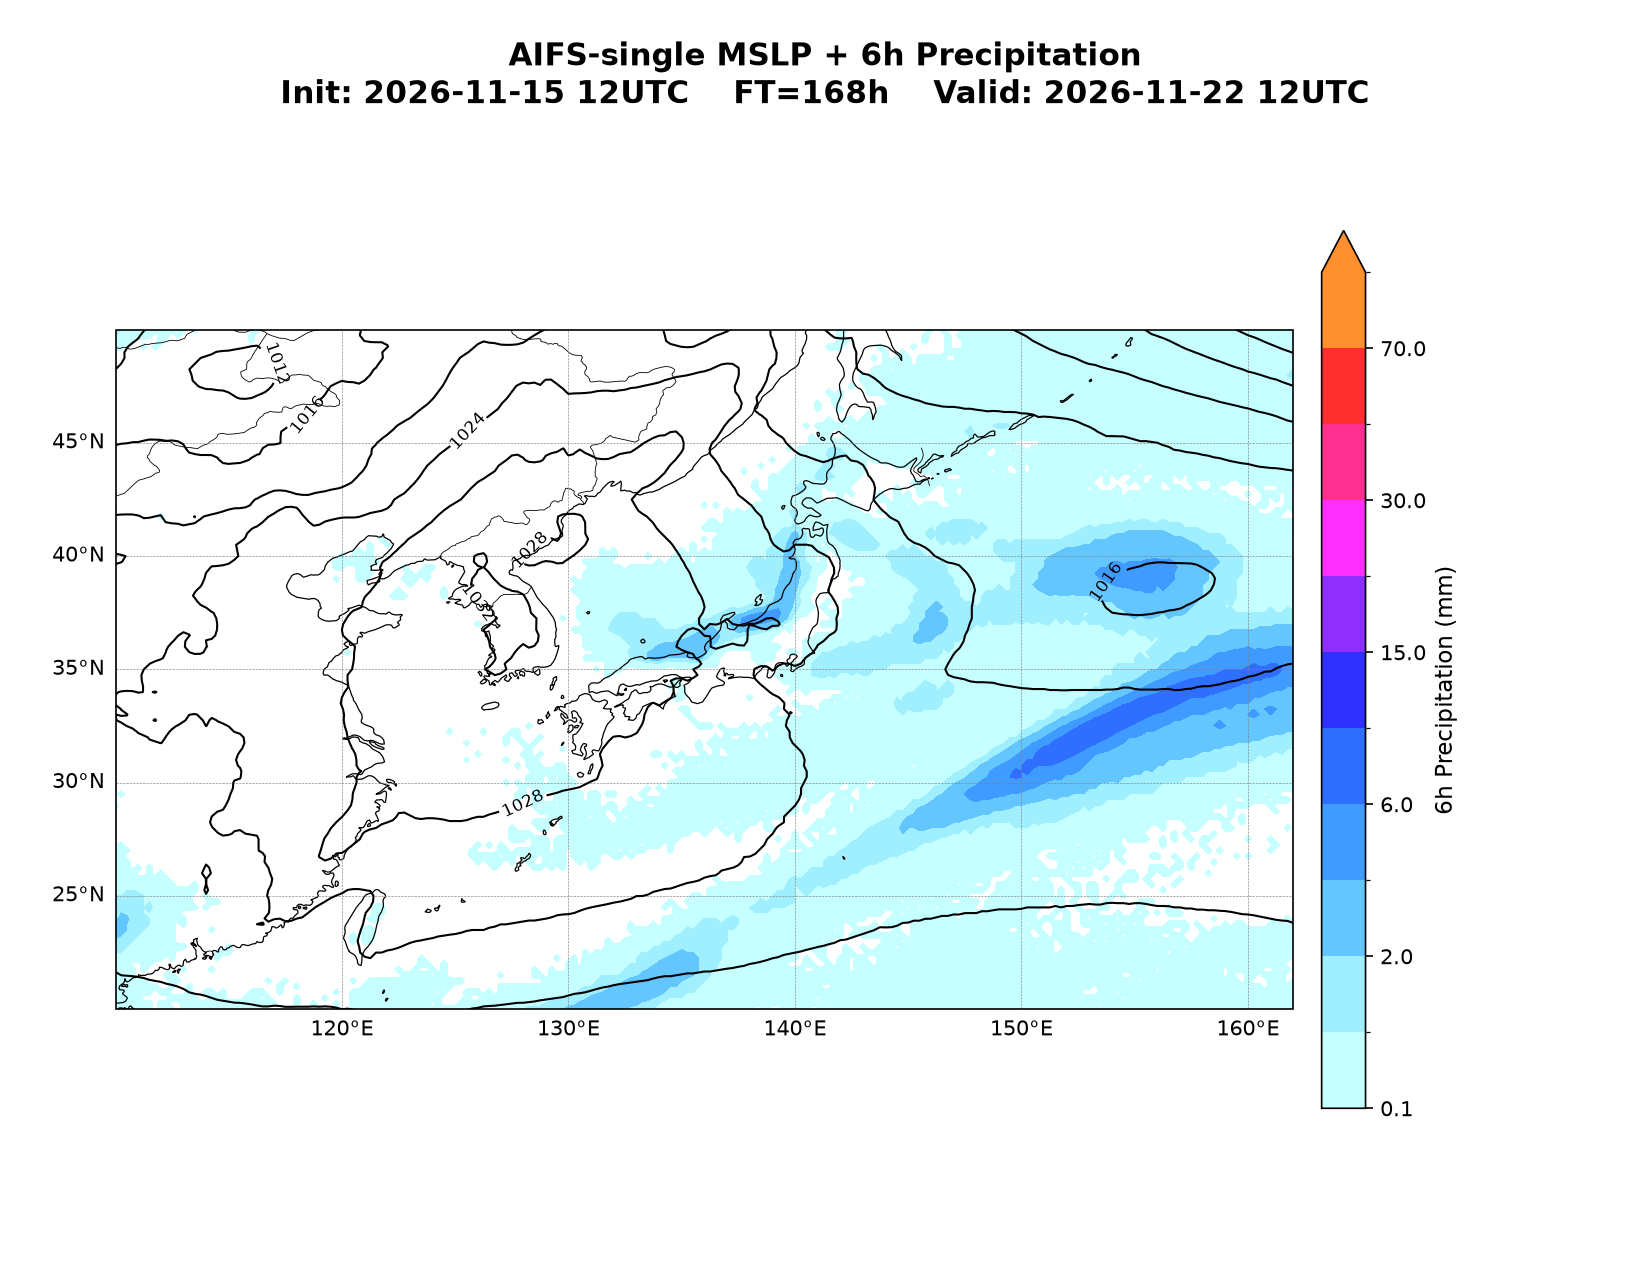 AIFS-single MSLP + 6h Precipitation
Init: 2026-11-15 12UTC    FT=168h    Valid: 2026-11-22 12UTC
1012
1016
1024
1028
1032
1016
1028
45°N
40°N
35°N
30°N
25°N
120°E
130°E
140°E
150°E
160°E
70.0
30.0
15.0
6.0
2.0
0.1
6h Precipitation (mm)